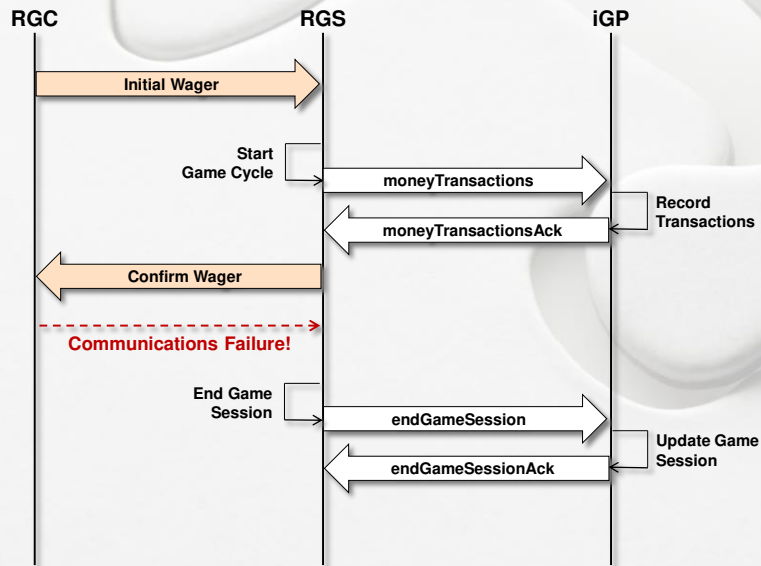 RGC RGS iGP
Initial Wager
Start
Game Cycle
moneyTransactions
Record
Transactions
moneyTransactionsAck
Confirm Wager
Communications Failure!
End Game
Session
endGameSession
Update Game
Session
endGameSessionAck